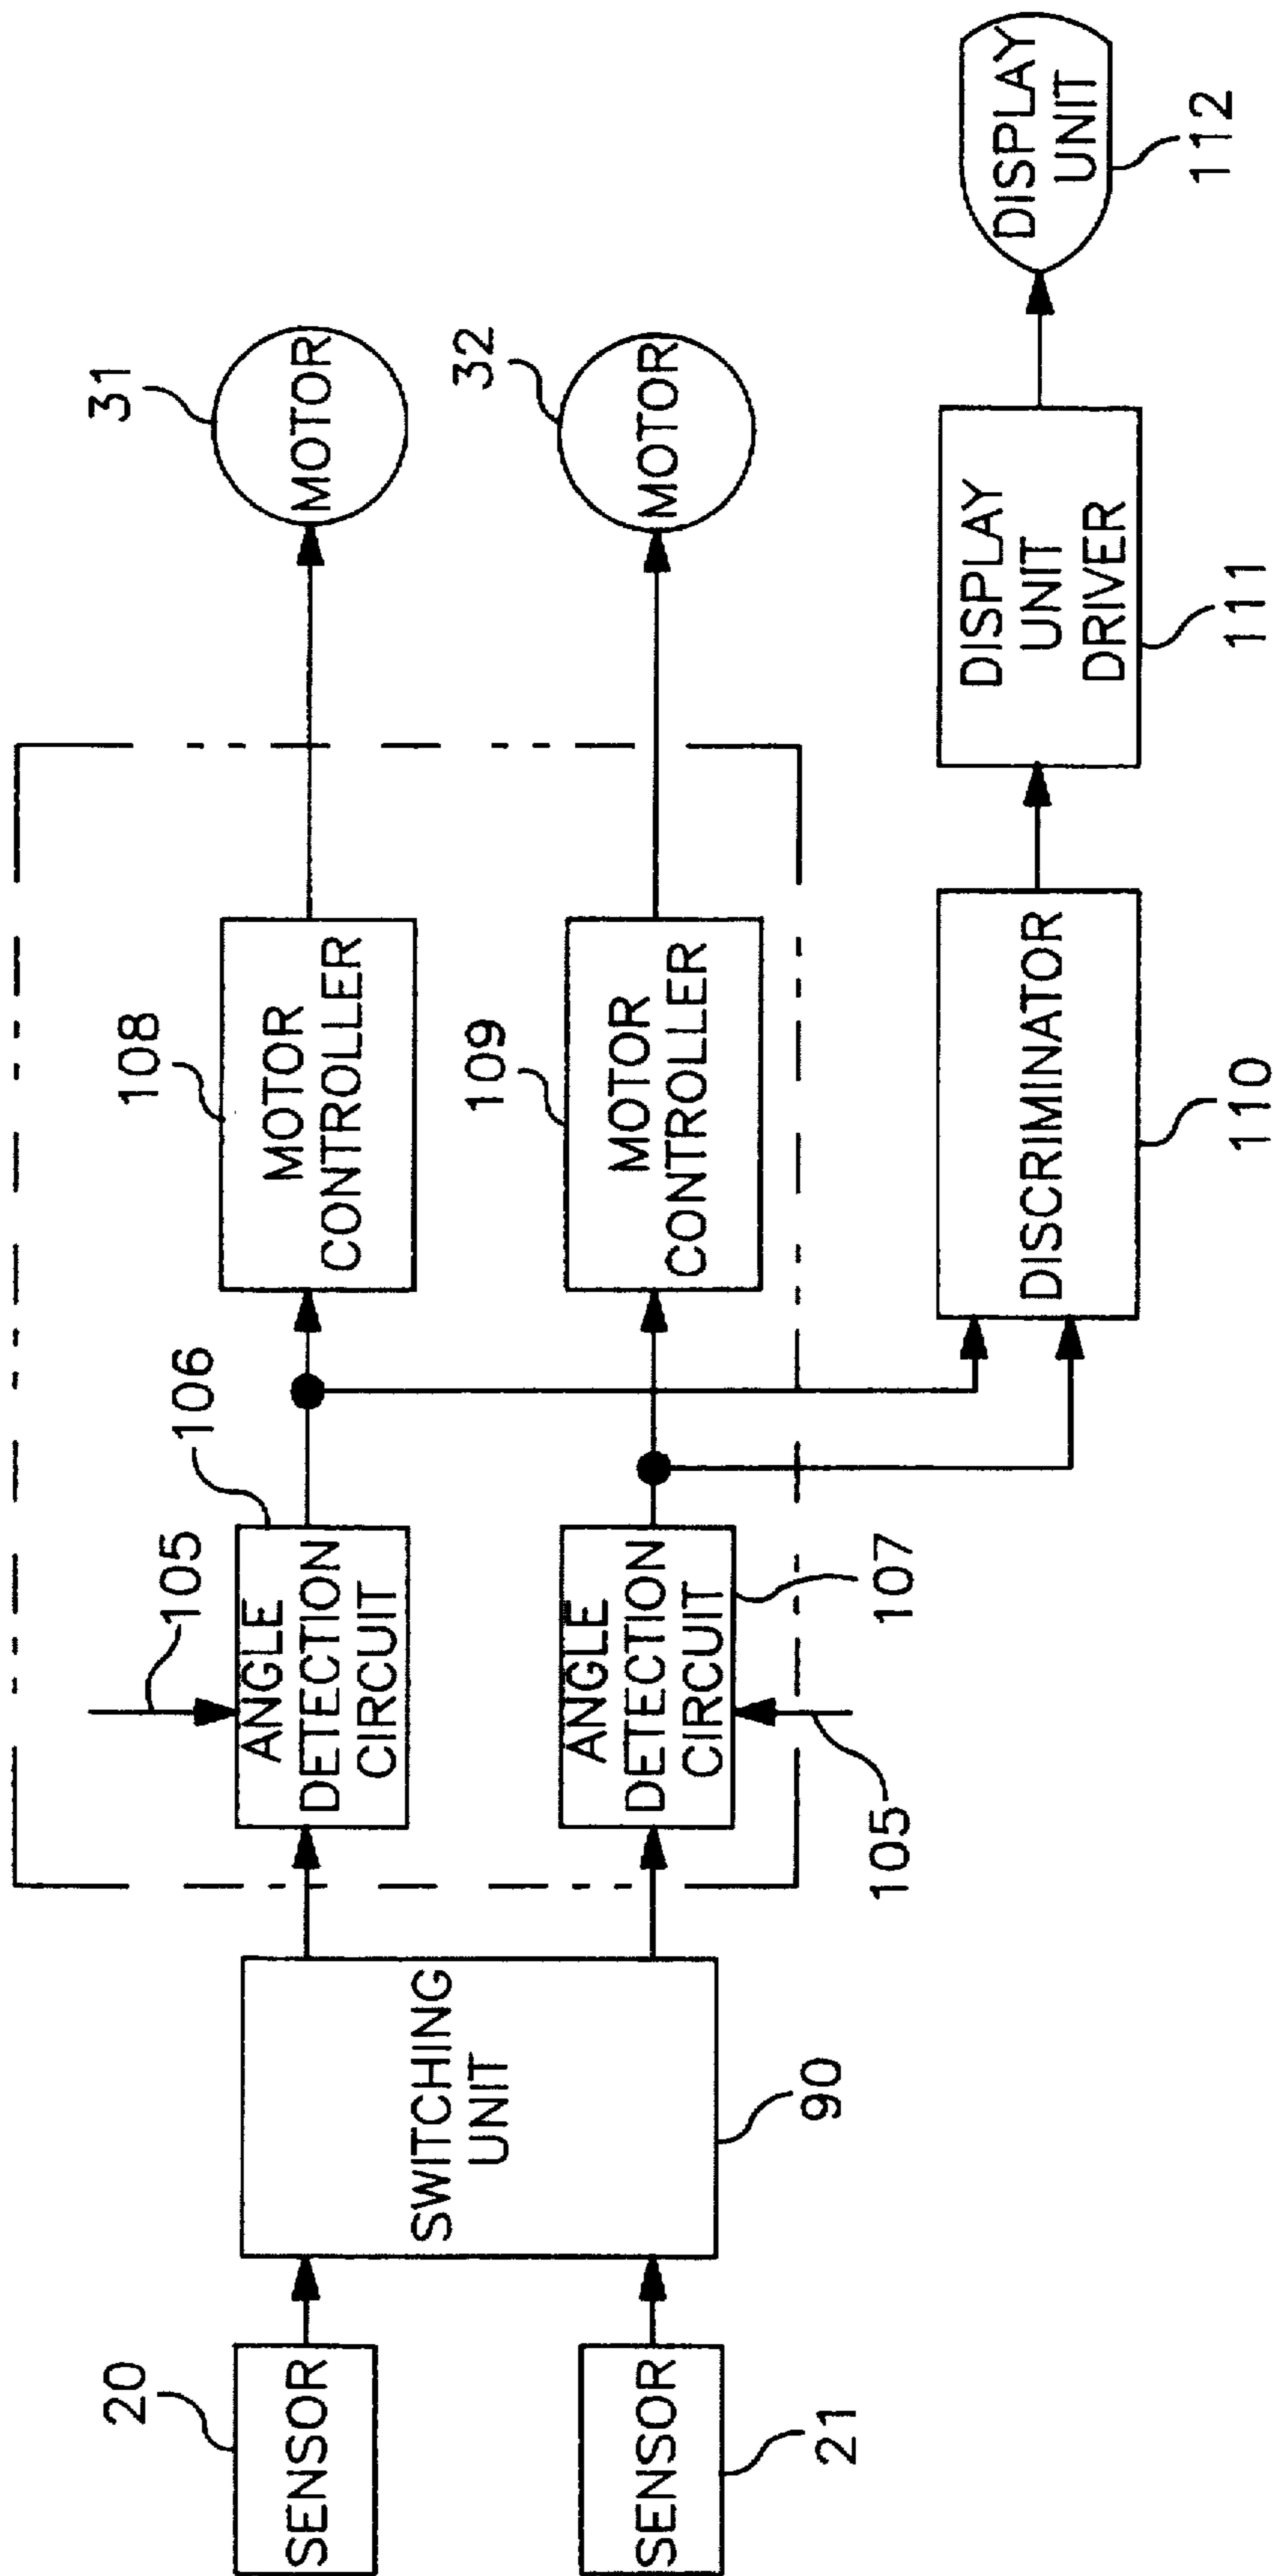 31
MOTOR
32
MOTOR
DISPLAY
UNIT
112
108
MOTOR
CONTROLLER
109
MOTOR
CONTROLLER
DISPLAY
UNIT
DRIVER
111
DISCRIMINATOR
110
105
106
ANGLE
DETECTION
CIRCUIT
ANGLE
DETECTION
CIRCUIT
107
105
SWITCHING
UNIT
90
20
SENSOR
SENSOR
21